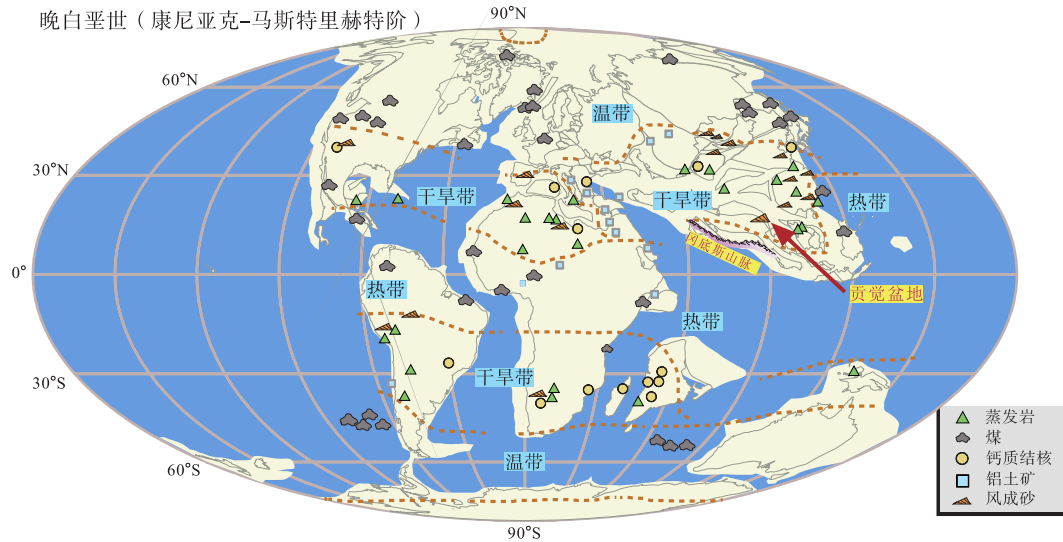 晚白垩世（康尼亚克-马斯特里赫特阶）
90°N
60°N
温带
30°N
干旱带
干旱带
热带
冈底斯山脉
0°
热带
贡觉盆地
热带
30°S
干旱带
蒸发岩
煤
钙质结核
铝土矿
风成砂
60°S
温带
90°S